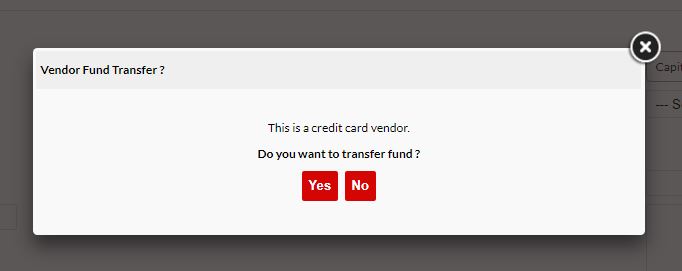 Vendor Fund Transfer ?
Capit
This is a credit card vendor.
--- S
Do you want to transfer fund ?
Yes No